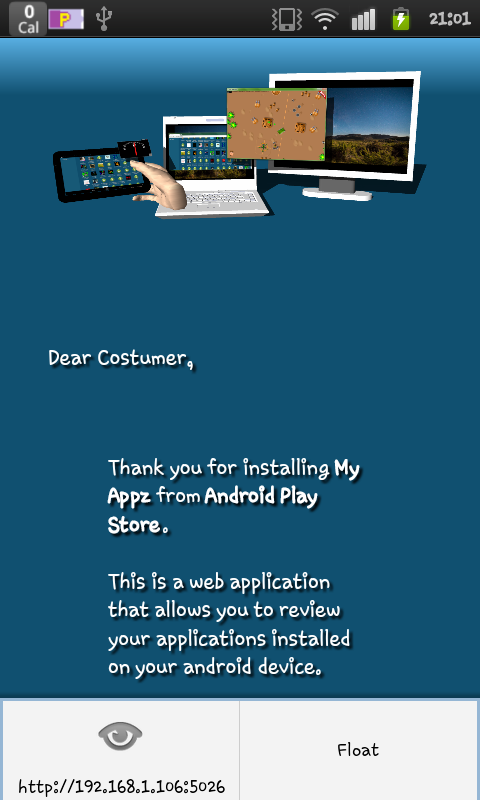 0
Cal
P
21:01
Dear Costumer,
Thank you for installing My
Appz from Android Play
Store.
This is a web application
that allows you to review
your applications installed
on your android device.
http://192.168.1.106:5026
Float